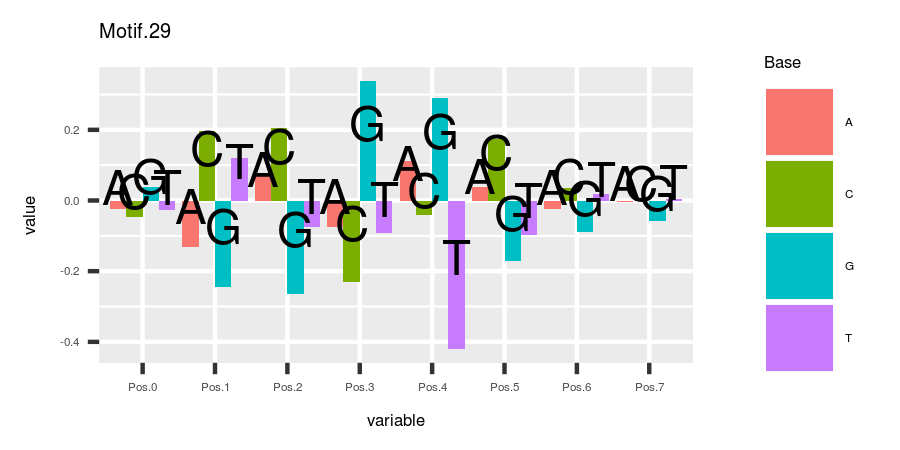 Motif.29
value
0.2
0.0
-0.2
-0.4
A C G T A C G T A C G T A C G T A C G T A C G T A C G T A C G T
Pos.0 Pos.1 Pos.2 Pos.3 Pos.4 Pos.5 Pos.6 Pos.7
variable
Base
A
C
G
T